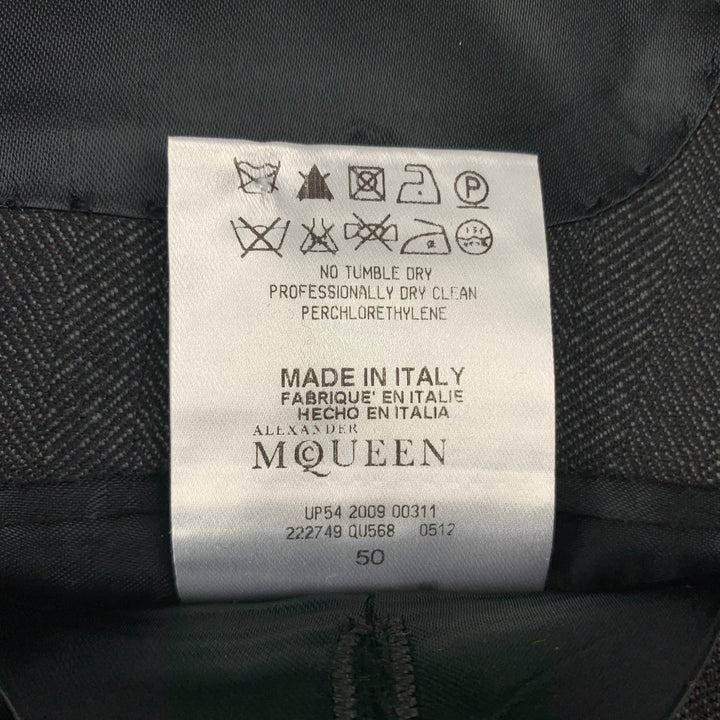 P
NO TUMBLE DRY
PROFESSIONALLY DRY CLEAN
PERCHLORETHYLENE
MADE IN ITALY
FABRIQUE' EN ITALIE
HECHO EN ITALIA
ALEXANDER
MCQUEEN
UP54 2009 00311
222749 QU568 0512
50